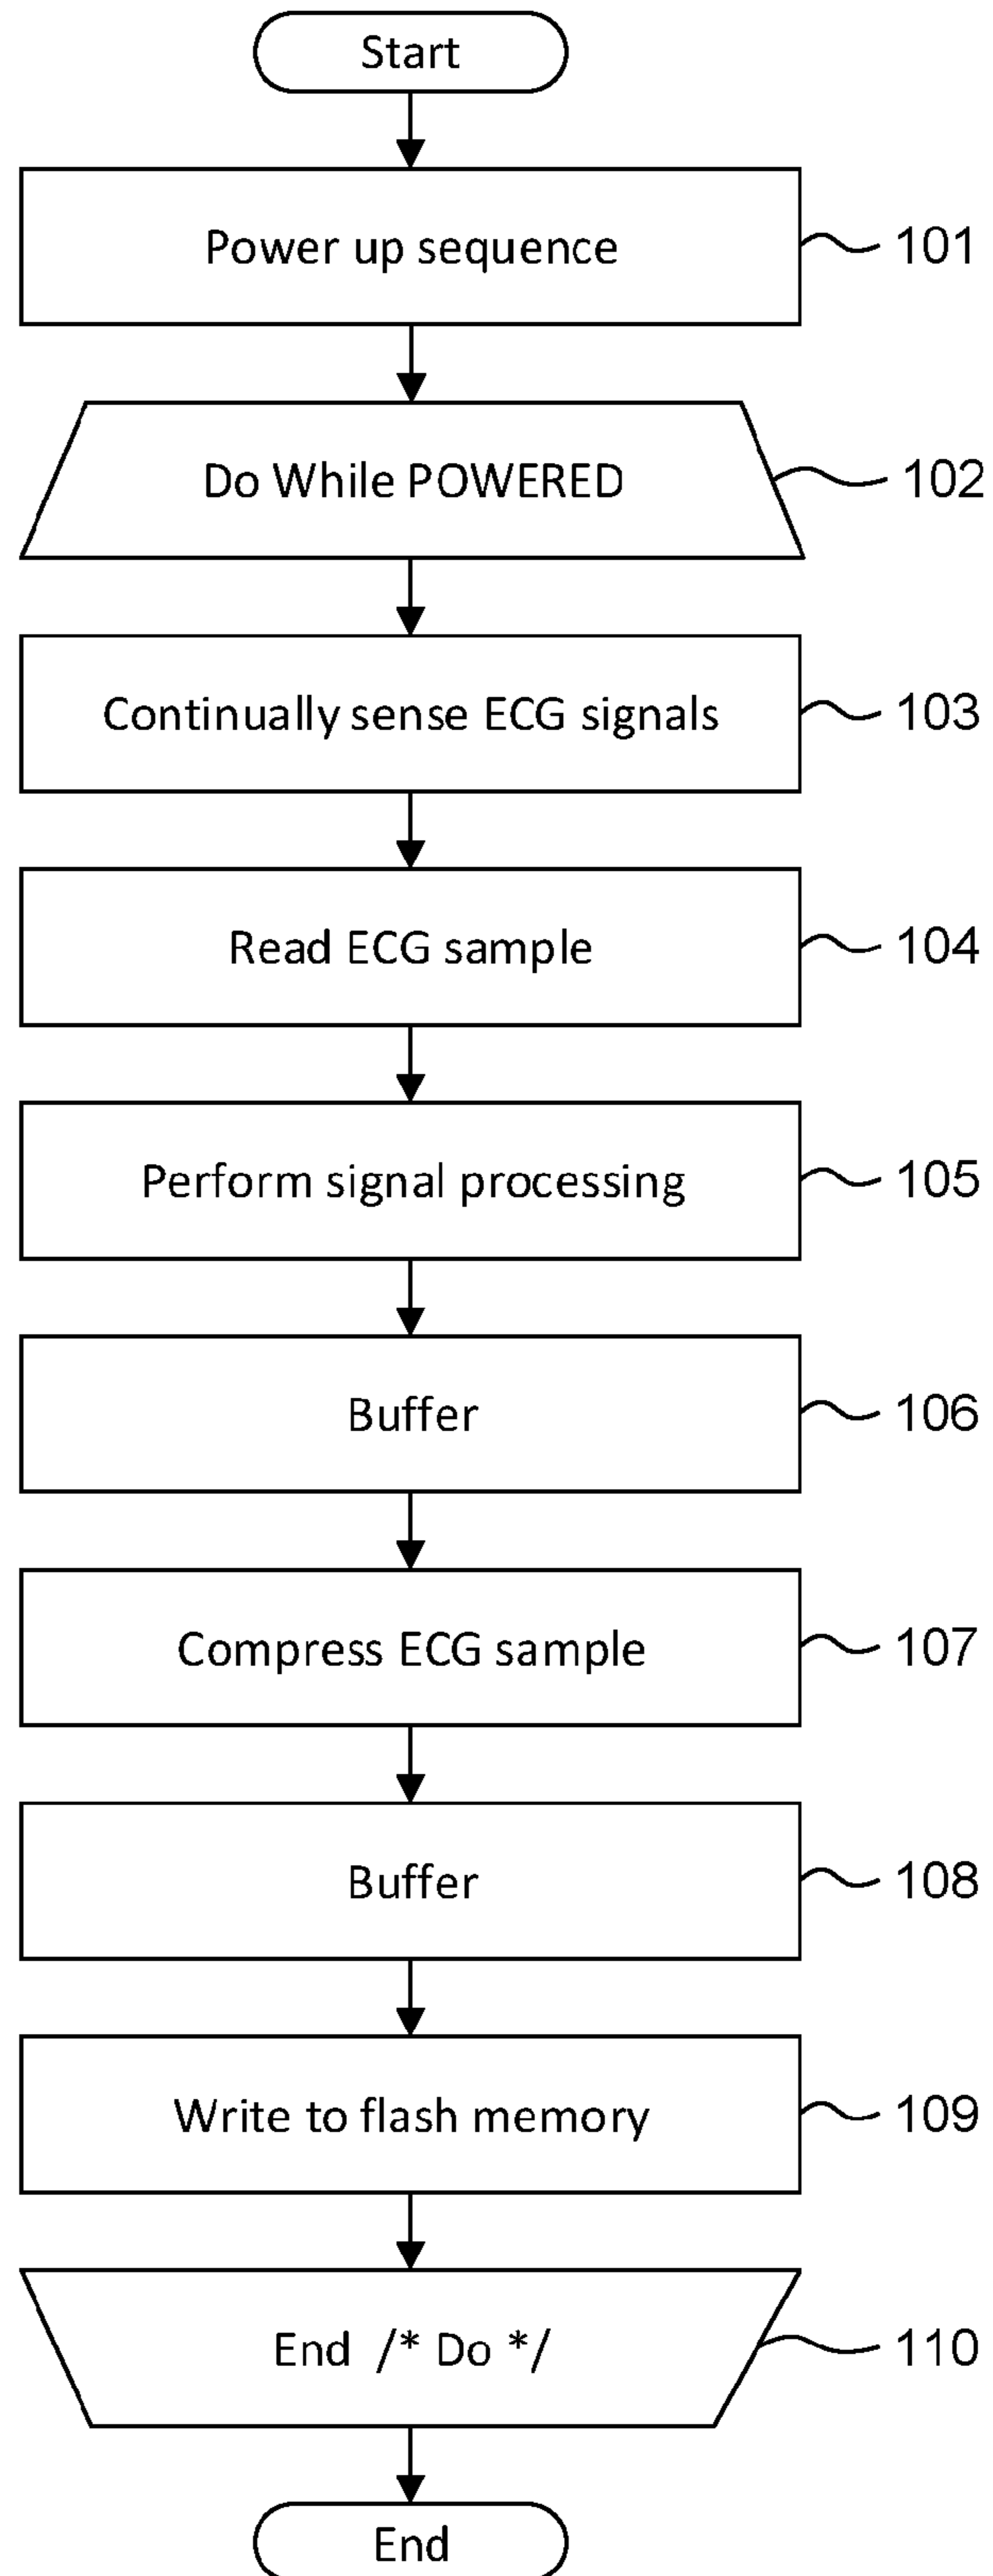 Start
Power up sequence
101
Do While POWERED
102
Continually sense ECG signals
103
Read ECG sample
104
Perform signal processing
105
Buffer
106
Compress ECG sample
107
Buffer
108
Write to flash memory
109
End /* Do */
110
End